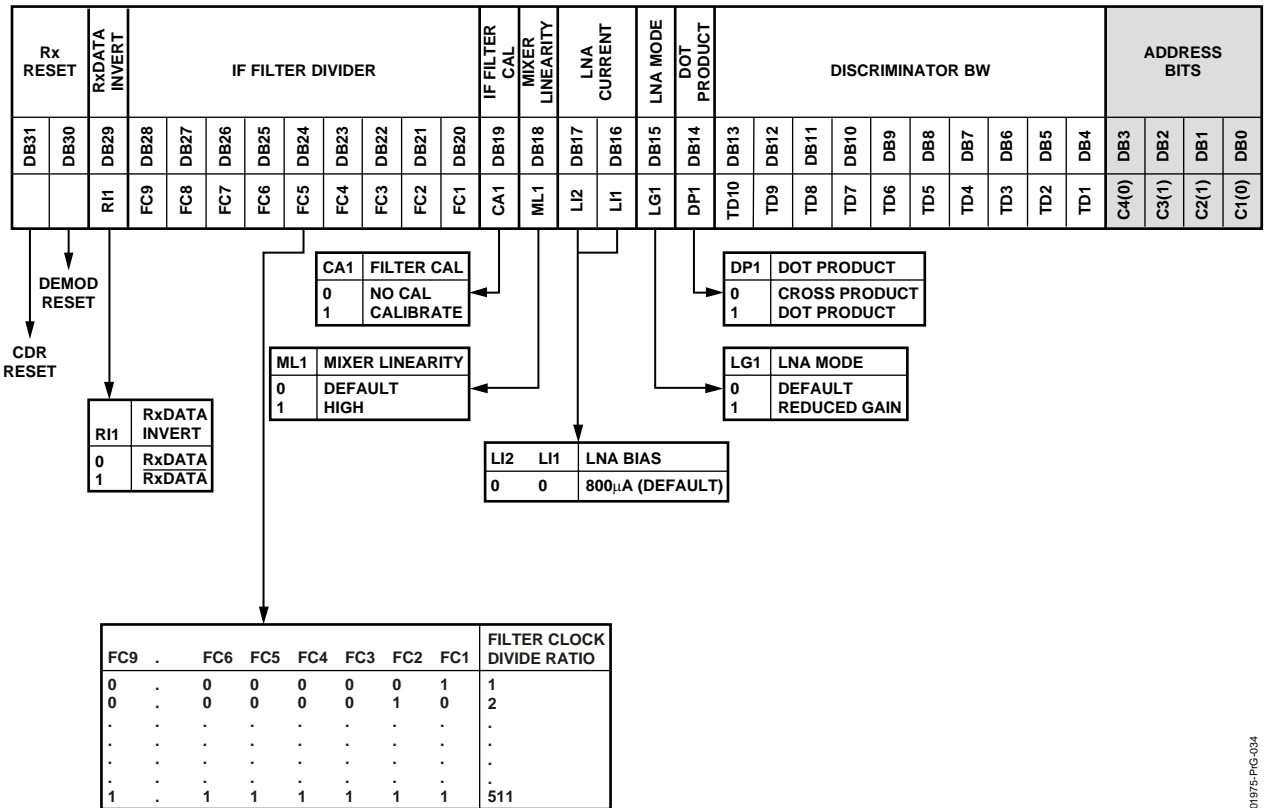 Rx
RESET
RxDATA
INVERT
IF FILTER DIVIDER
IF FILTER
CAL
MIXER
LINEARITY
LNA
CURRENT
LNA MODE
DOT
PRODUCT
DISCRIMINATOR BW
ADDRESS
BITS
DB31 DB30 DB29 DB28 DB27 DB26 DB25 DB24 DB23 DB22 DB21 DB20 DB19 DB18 DB17 DB16 DB15 DB14 DB13 DB12 DB11 DB10 DB9 DB8 DB7 DB6 DB5 DB4 DB3 DB2 DB1 DB0
RI1 FC9 FC8 FC7 FC6 FC5 FC4 FC3 FC2 FC1 CA1 ML1 LI2 LI1 LG1 DP1 TD10 TD9 TD8 TD7 TD6 TD5 TD4 TD3 TD2 TD1 C4(0) C3(1) C2(1) C1(0)
DEMOD
RESET
CDR
RESET
CA1 FILTER CAL
0 NO CAL
1 CALIBRATE
DP1 DOT PRODUCT
0 CROSS PRODUCT
1 DOT PRODUCT
ML1 MIXER LINEARITY
0 DEFAULT
1 HIGH
LG1 LNA MODE
0 DEFAULT
1 REDUCED GAIN
RI1 RxDATA
INVERT
0 RxDATA
1 RxDATA
LI2 LI1 LNA BIAS
0 0 800µA (DEFAULT)
FC9 . FC6 FC5 FC4 FC3 FC2 FC1 FILTER CLOCK
DIVIDE RATIO
0 . 0 0 0 0 0 1 1
0 . 0 0 0 0 1 0 2
. . . . . . . . .
. . . . . . . . .
. . . . . . . . .
. . . . . . . . .
1 . 1 1 1 1 1 1 511
01975-PrG-034